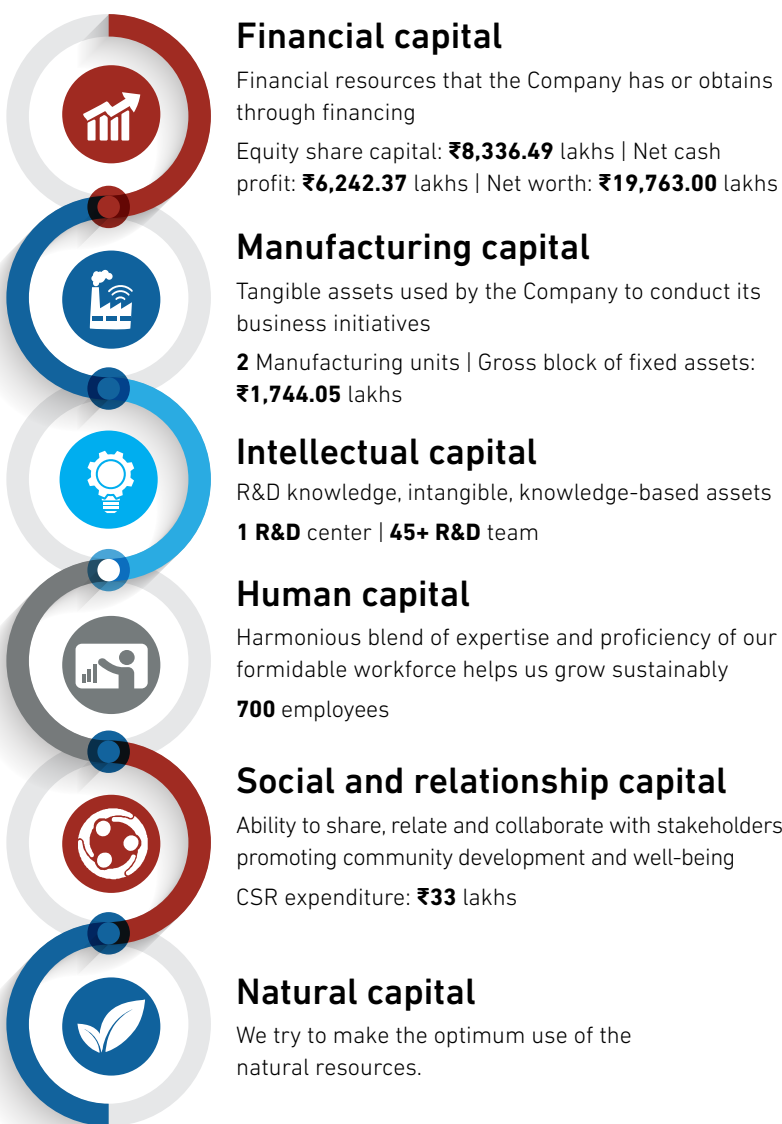 Financial capital
Financial resources that the Company has or obtains
through financing
Equity share capital: ₹8,336.49 lakhs | Net cash
profit: ₹6,242.37 lakhs | Net worth: ₹19,763.00 lakhs
Manufacturing capital
Tangible assets used by the Company to conduct its
business initiatives
2 Manufacturing units | Gross block of fixed assets:
₹1,744.05 lakhs
Intellectual capital
R&D knowledge, intangible, knowledge-based assets
1 R&D center | 45+ R&D team
Human capital
Harmonious blend of expertise and proficiency of our
formidable workforce helps us grow sustainably
700 employees
Social and relationship capital
Ability to share, relate and collaborate with stakeholders
promoting community development and well-being
CSR expenditure: ₹33 lakhs
Natural capital
We try to make the optimum use of the
natural resources.